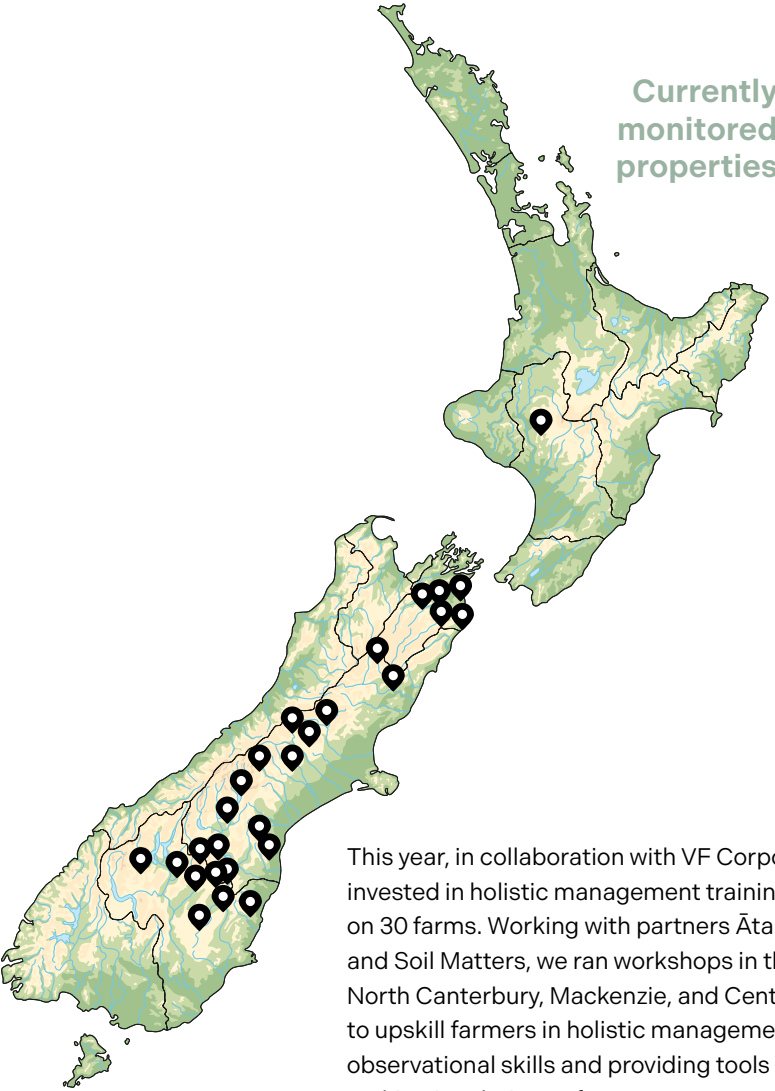 Currently
monitored
properties
This year, in collaboration with VF Corpo
invested in holistic management trainin
on 30 farms. Working with partners Āta
and Soil Matters, we ran workshops in th
North Canterbury, Mackenzie, and Cent
to upskill farmers in holistic manageme
observational skills and providing tools